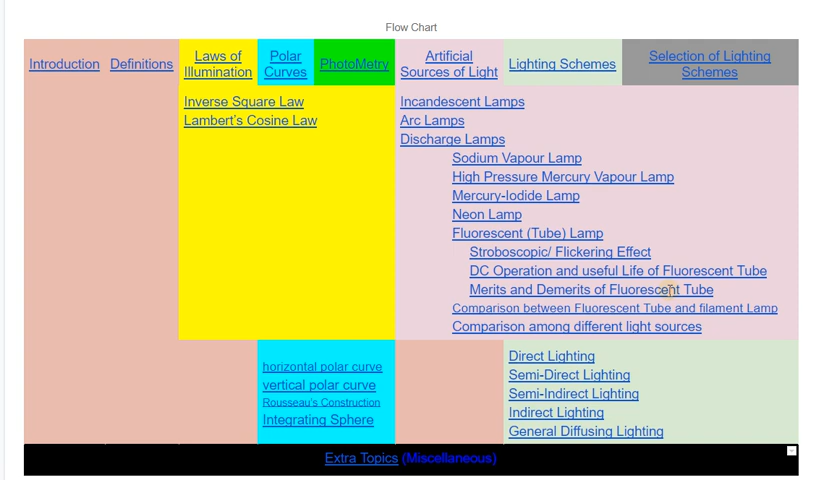 Flow Chart
Introduction
Definitions
Laws of
Illumination
Polar
Curves
PhotoMetry
Artificial
Sources of Light
Lighting Schemes
Selection of Lighting
Schemes
Inverse Square Law
Lambert's Cosine Law
Incandescent Lamps
Arc Lamps
Discharge Lamps
Sodium Vapour Lamp
High Pressure Mercury Vapour Lamp
Mercury-Iodide Lamp
Neon Lamp
Fluorescent (Tube) Lamp
Stroboscopic/ Flickering Effect
DC Operation and useful Life of Fluorescent Tube
Merits and Demerits of Fluorescent Tube
Comparison between Fluorescent Tube and filament Lamp
Comparison among different light sources
horizontal polar curve
vertical polar curve
Rousseau's Construction
Integrating Sphere
Direct Lighting
Semi-Direct Lighting
Semi-Indirect Lighting
Indirect Lighting
General Diffusing Lighting
Extra Topics (Miscellaneous)